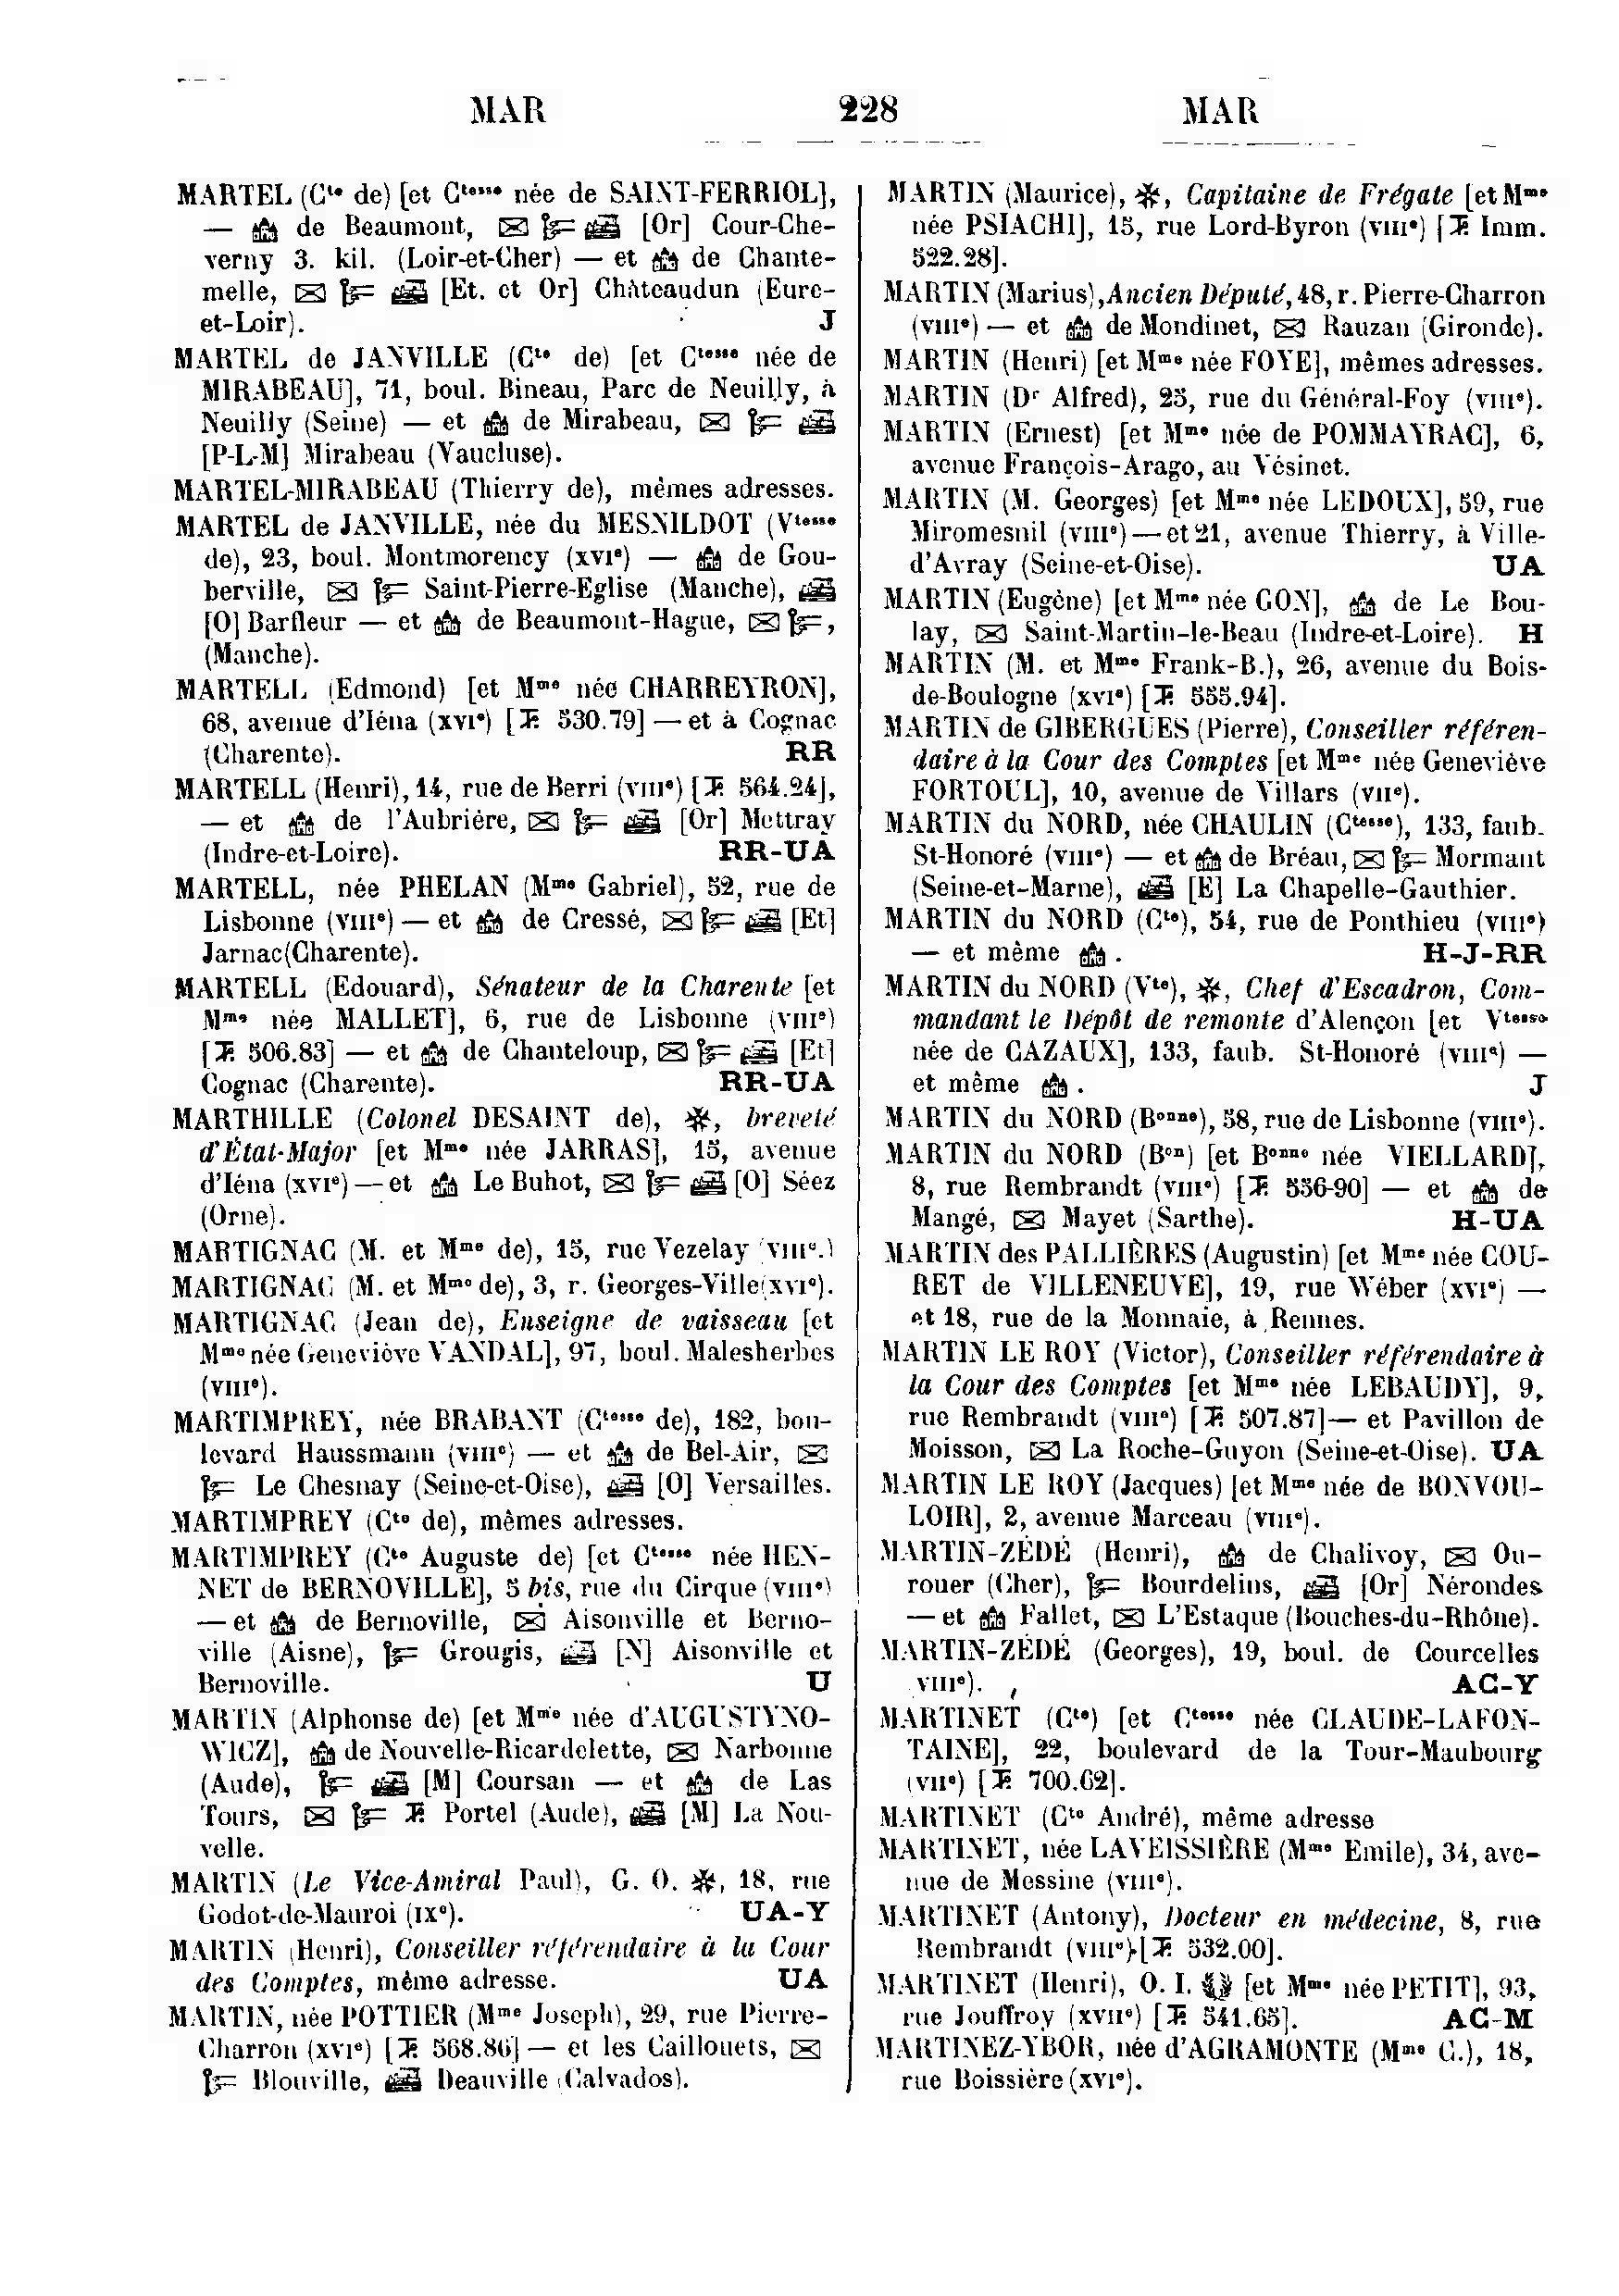 MAR 228 MAR
MARTEL (Cte de) [et Ctesse née de SAINT-FERRIOL],
— de Beaumont, [Or] Cour-Che-
verny 3. kil. (Loir-et-Cher) — et de Chante-
melle, [Et. et Or] Châteaudun (Eure-
et-Loir). J
MARTEL de JANVILLE (Cte de) [et Ctesse née de
MIRABEAU], 71, boul. Bineau, Parc de Neuilly, à
Neuilly (Seine) — et de Mirabeau,
[P-L-M] Mirabeau (Vaucluse).
MARTEL-MIRABEAU (Thierry de), mêmes adresses.
MARTEL de JANVILLE, née du MESNILDOT (Vtesse
de), 23, boul. Montmorency (XVIe) — de Gou-
berville, Saint-Pierre-Eglise (Manche),
[O] Barfleur — et de Beaumont-Hague, ,
(Manche).
MARTELL (Edmond) [et Mme née CHARREYRON],
68, avenue d'Iéna (XVIe) [T. 530.79] — et à Cognac
(Charente). RR
MARTELL (Henri), 14, rue de Berri (VIIIe) [T. 564.24],
— et de l'Aubrière, [Or] Mettray
(Indre-et-Loire). RR-UA
MARTELL, née PHELAN (Mme Gabriel), 52, rue de
Lisbonne (VIIIe) — et de Cressé, [Et]
Jarnac(Charente).
MARTELL (Edouard), Sénateur de la Charente [et
Mme née MALLET], 6, rue de Lisbonne (VIIIe)
[T. 506.83] — et de Chanteloup, [Et]
Cognac (Charente). RR-UA
MARTHILLE (Colonel DESAINT de), ✻, breveté
d'État-Major [et Mme née JARRAS], 15, avenue
d'Iéna (XVIe) — et Le Buhot, [O] Séez
(Orne).
MARTIGNAC (M. et Mme de), 15, rue Vezelay (VIIIe.)
MARTIGNAC (M. et Mme de), 3, r. Georges-Ville(XVIe).
MARTIGNAC (Jean de), Enseigne de vaisseau [et
Mme née Geneviève VANDAL], 97, boul. Malesherbes
(VIIIe).
MARTIMPREY, née BRABANT (Ctesse de), 182, bou-
levard Haussmann (VIIIe) — et de Bel-Air,
Le Chesnay (Seine-et-Oise), [O] Versailles.
MARTIMPREY (Cte de), mêmes adresses.
MARTIMPREY (Cte Auguste de) [et Ctesse née HEN-
NET de BERNOVILLE], 5 bis, rue du Cirque (VIIIe)
— et de Bernoville, Aisonville et Berno-
ville (Aisne), Grougis, [N] Aisonville et
Bernoville. U
MARTIN (Alphonse de) [et Mme née d'AUGUSTYNO-
WICZ], de Nouvelle-Ricardelette, Narbonne
(Aude), [M] Coursan — et de Las
Tours, T. Portel (Aude), [M] La Nou-
velle.
MARTIN (Le Vice-Amiral Paul), G. O. ✻, 18, rue
Godot-de-Mauroi (IXe). UA-Y
MARTIN (Henri), Conseiller référendaire à la Cour
des Comptes, même adresse. UA
MARTIN, née POTTIER (Mme Joseph), 29, rue Pierre-
Charron (XVIe) [T. 568.86] — et les Caillouets,
Blouville, Deauville (Calvados).
MARTIN (Maurice), ✻, Capitaine de Frégate [et Mme
née PSIACHI], 15, rue Lord-Byron (VIIIe) [T. Imm.
522.28].
MARTIN (Marius), Ancien Député, 48, r. Pierre-Charron
(VIIIe) — et de Mondinet, Rauzan (Gironde).
MARTIN (Henri) [et Mme née FOYE], mêmes adresses.
MARTIN (Dr Alfred), 25, rue du Général-Foy (VIIIe).
MARTIN (Ernest) [et Mme née de POMMAYRAC], 6,
avenue François-Arago, au Vésinet.
MARTIN (M. Georges) [et Mme née LEDOUX], 59, rue
Miromesnil (VIIIe) — et 21, avenue Thierry, à Ville-
d'Avray (Seine-et-Oise). UA
MARTIN (Eugène) [et Mme née GON], de Le Bou-
lay, Saint-Martin-le-Beau (Indre-et-Loire). H
MARTIN (M. et Mme Frank-B.), 26, avenue du Bois-
de-Boulogne (XVIe) [T. 555.94].
MARTIN de GIBERGUES (Pierre), Conseiller référen-
daire à la Cour des Comptes [et Mme née Geneviève
FORTOUL], 10, avenue de Villars (VIIe).
MARTIN du NORD, née CHAULIN (Ctesse), 133, faub.
St-Honoré (VIIIe) — et de Bréau, Mormant
(Seine-et-Marne), [E] La Chapelle-Gauthier.
MARTIN du NORD (Cte), 54, rue de Ponthieu (VIIIe)
— et même . H-J-RR
MARTIN du NORD (Vte), ✻, Chef d'Escadron, Com-
mandant le Dépôt de remonte d'Alençon [et Vtesse
née de CAZAUX], 133, faub. St-Honoré (VIIIe) —
et même . J
MARTIN du NORD (Bonne), 58, rue de Lisbonne (VIIIe).
MARTIN du NORD (Bon) [et Bonne née VIELLARD],
8, rue Rembrandt (VIIIe) [T. 556-90] — et de
Mangé, Mayet (Sarthe). H-UA
MARTIN des PALLIÈRES (Augustin) [et Mme née COU-
RET de VILLENEUVE], 19, rue Wéber (XVIe) —
et 18, rue de la Monnaie, à Rennes.
MARTIN LE ROY (Victor), Conseiller référendaire à
la Cour des Comptes [et Mme née LEBAUDY], 9,
rue Rembrandt (VIIIe) [T. 507.87] — et Pavillon de
Moisson, La Roche-Guyon (Seine-et-Oise). UA
MARTIN LE ROY (Jacques) [et Mme née de BONVOU-
LOIR], 2, avenue Marceau (VIIIe).
MARTIN-ZÉDÉ (Henri), de Chalivoy, Ou-
rouer (Cher), Bourdelins, [Or] Nérondes
— et Fallet, L'Estaque (Bouches-du-Rhône).
MARTIN-ZÉDÉ (Georges), 19, boul. de Courcelles
VIIIe). AC-Y
MARTINET (Cte) [et Ctesse née CLAUDE-LAFON-
TAINE], 22, boulevard de la Tour-Maubourg
(VIIe) [T. 700.62].
MARTINET (Cte André), même adresse
MARTINET, née LAVEISSIÈRE (Mme Emile), 34, ave-
nue de Messine (VIIIe).
MARTINET (Antony), Docteur en médecine, 8, rue
Rembrandt (VIIIe) [T. 532.00].
MARTINET (Henri), O. I. [et Mme née PETIT], 93,
rue Jouffroy (XVIIe) [T. 541.65]. AC-M
MARTINEZ-YBOR, née d'AGRAMONTE (Mme C.), 18,
rue Boissière (XVIe).